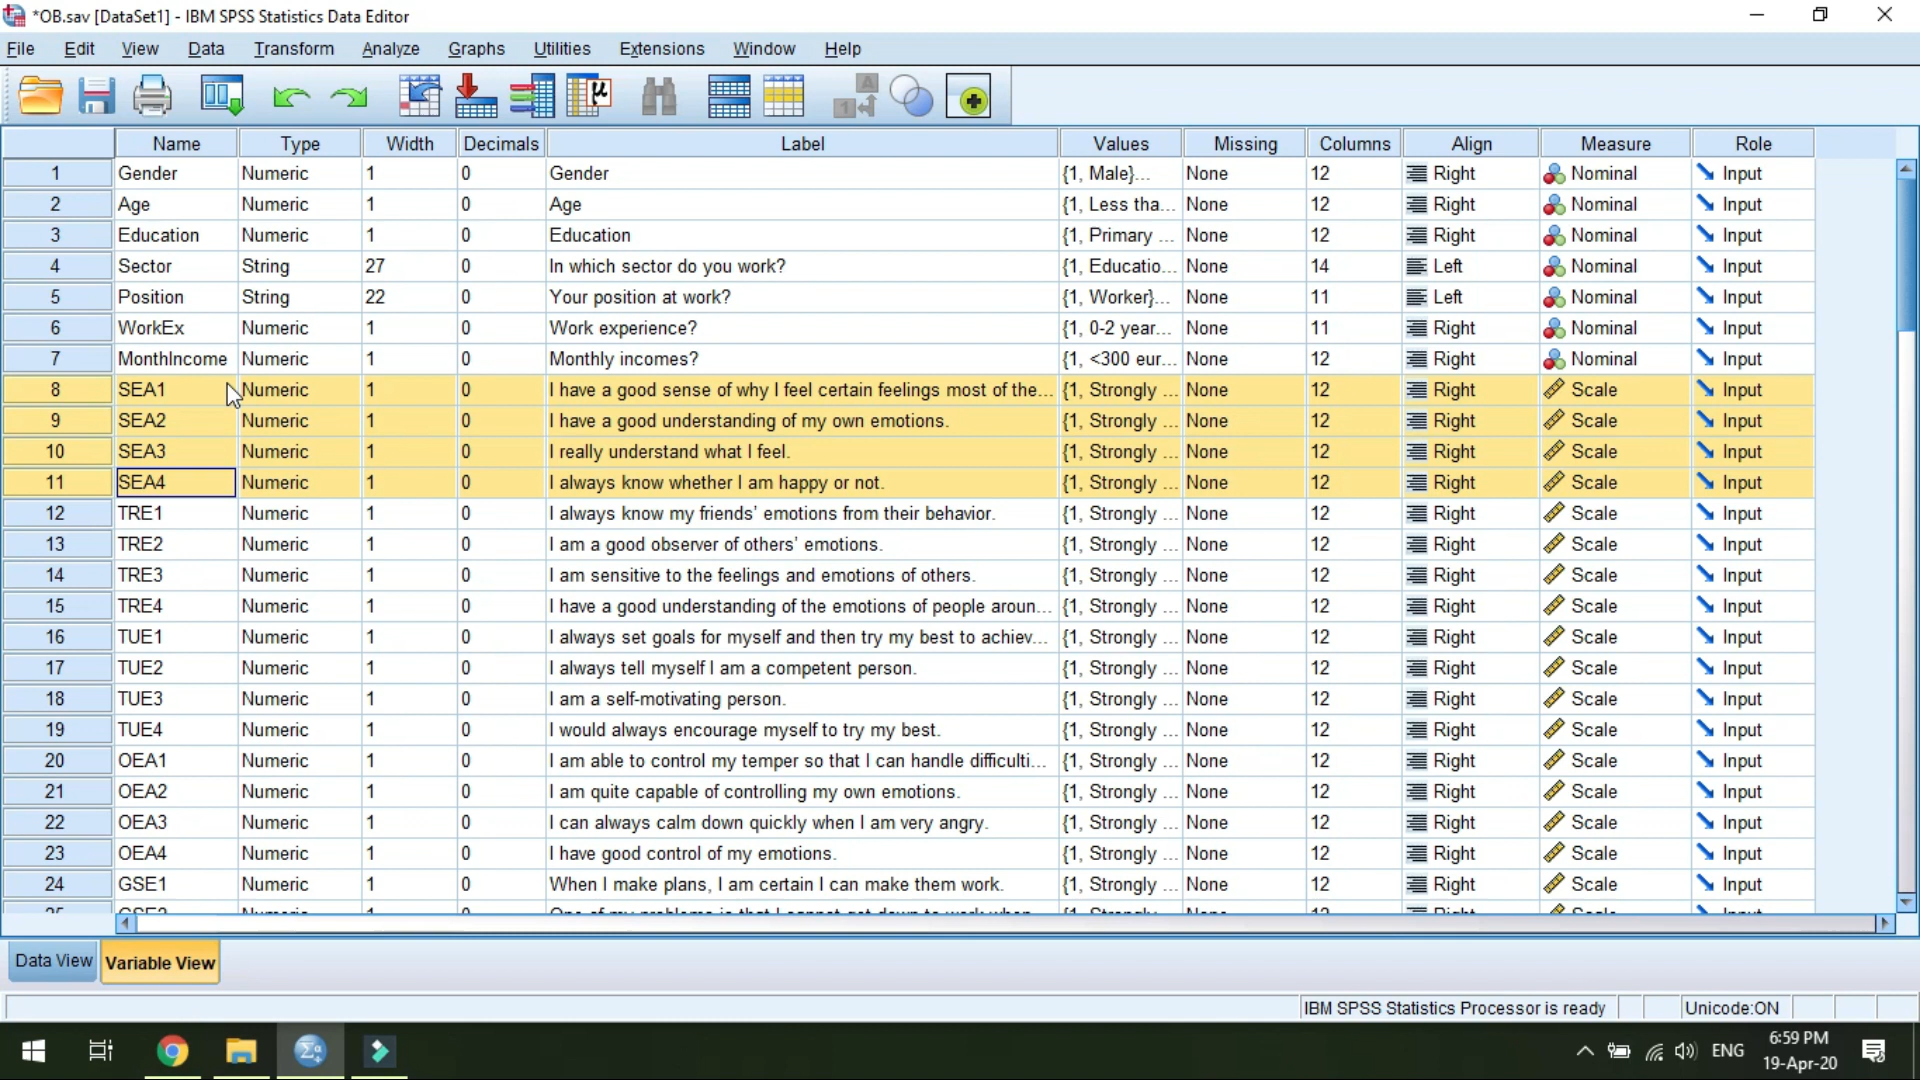 *OB.sav [DataSet1] - IBM SPSS Statistics Data Editor
File Edit View Data Transform Analyze Graphs Utilities Extensions Window Help
Name Type Width Decimals Label Values Missing Columns Align Measure Role
1 Gender Numeric 1 0 Gender {1, Male}... None 12 Right Nominal Input
2 Age Numeric 1 0 Age {1, Less tha... None 12 Right Nominal Input
3 Education Numeric 1 0 Education {1, Primary ... None 12 Right Nominal Input
4 Sector String 27 0 In which sector do you work? {1, Educatio... None 14 Left Nominal Input
5 Position String 22 0 Your position at work? {1, Worker}... None 11 Left Nominal Input
6 WorkEx Numeric 1 0 Work experience? {1, 0-2 year... None 11 Right Nominal Input
7 MonthIncome Numeric 1 0 Monthly incomes? {1, <300 eur... None 12 Right Nominal Input
8 SEA1 Numeric 1 0 I have a good sense of why I feel certain feelings most of the... {1, Strongly ... None 12 Right Scale Input
9 SEA2 Numeric 1 0 I have a good understanding of my own emotions. {1, Strongly ... None 12 Right Scale Input
10 SEA3 Numeric 1 0 I really understand what I feel. {1, Strongly ... None 12 Right Scale Input
11 SEA4 Numeric 1 0 I always know whether I am happy or not. {1, Strongly ... None 12 Right Scale Input
12 TRE1 Numeric 1 0 I always know my friends’ emotions from their behavior. {1, Strongly ... None 12 Right Scale Input
13 TRE2 Numeric 1 0 I am a good observer of others’ emotions. {1, Strongly ... None 12 Right Scale Input
14 TRE3 Numeric 1 0 I am sensitive to the feelings and emotions of others. {1, Strongly ... None 12 Right Scale Input
15 TRE4 Numeric 1 0 I have a good understanding of the emotions of people aroun... {1, Strongly ... None 12 Right Scale Input
16 TUE1 Numeric 1 0 I always set goals for myself and then try my best to achiev... {1, Strongly ... None 12 Right Scale Input
17 TUE2 Numeric 1 0 I always tell myself I am a competent person. {1, Strongly ... None 12 Right Scale Input
18 TUE3 Numeric 1 0 I am a self-motivating person. {1, Strongly ... None 12 Right Scale Input
19 TUE4 Numeric 1 0 I would always encourage myself to try my best. {1, Strongly ... None 12 Right Scale Input
20 OEA1 Numeric 1 0 I am able to control my temper so that I can handle difficulti... {1, Strongly ... None 12 Right Scale Input
21 OEA2 Numeric 1 0 I am quite capable of controlling my own emotions. {1, Strongly ... None 12 Right Scale Input
22 OEA3 Numeric 1 0 I can always calm down quickly when I am very angry. {1, Strongly ... None 12 Right Scale Input
23 OEA4 Numeric 1 0 I have good control of my emotions. {1, Strongly ... None 12 Right Scale Input
24 GSE1 Numeric 1 0 When I make plans, I am certain I can make them work. {1, Strongly ... None 12 Right Scale Input
Data View Variable View
IBM SPSS Statistics Processor is ready Unicode:ON
ENG 6:59 PM
19-Apr-20